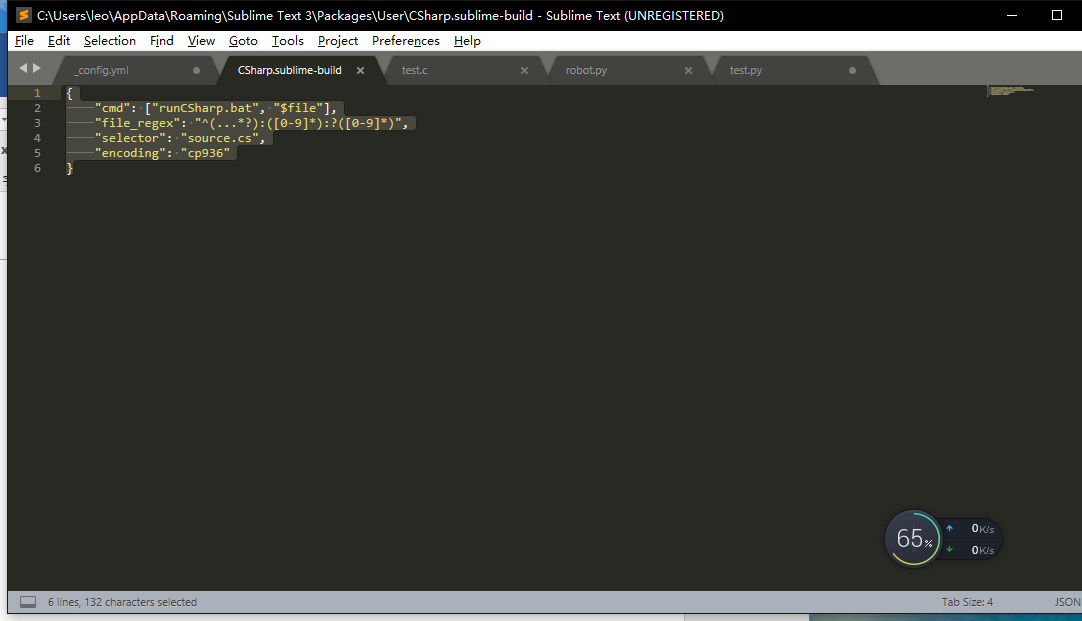 C:\Users\leo\AppData\Roaming\Sublime Text 3\Packages\User\CSharp.sublime-build - Sublime Text (UNREGISTERED)
File Edit Selection Find View Goto Tools Project Preferences Help
_config.yml CSharp.sublime-build test.c robot.py test.py
1 {
2 "cmd": ["runCSharp.bat", "$file"],
3 "file_regex": "^(...*?):([0-9]*):?([0-9]*)",
4 "selector": "source.cs",
5 "encoding": "cp936"
6 }
65% 0K/s
0K/s
6 lines, 132 characters selected Tab Size: 4 JSON